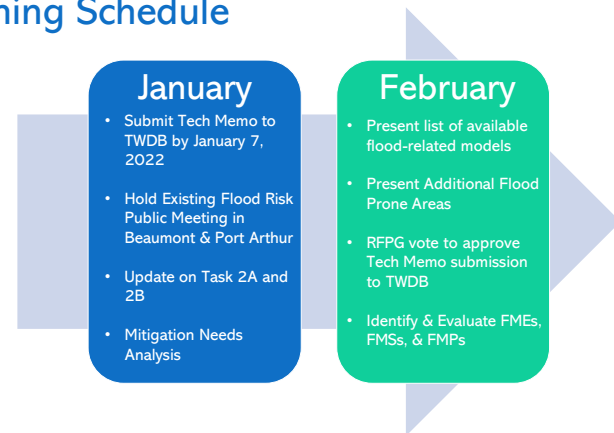 ning Schedule
January
• Submit Tech Memo to
TWDB by January 7,
2022
• Hold Existing Flood Risk
Public Meeting in
Beaumont & Port Arthur
• Update on Task 2A and
2B
• Mitigation Needs
Analysis
February
• Present list of available
flood-related models
• Present Additional Flood
Prone Areas
• RFPG vote to approve
Tech Memo submission
to TWDB
• Identify & Evaluate FMEs,
FMSs, & FMPs